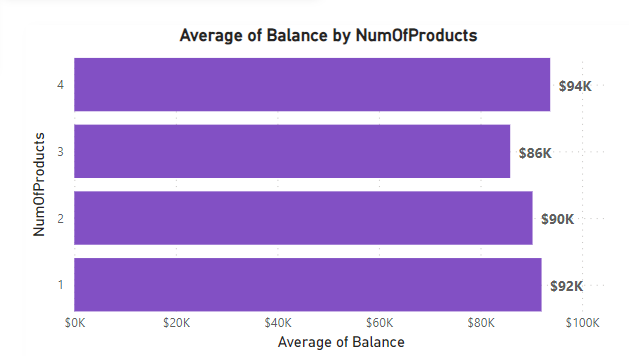 Average of Balance by NumOfProducts
NumOfProducts
4
$94K
3
$86K
2
$90K
1
$92K
$0K $20K $40K $60K $80K $100K
Average of Balance